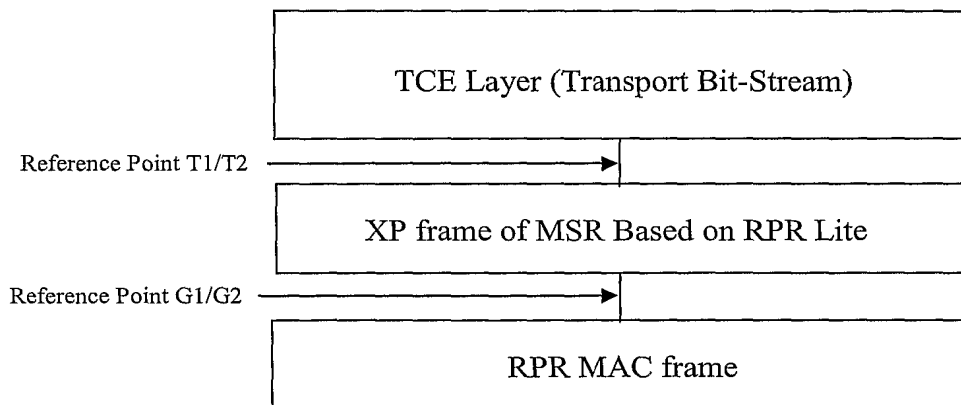 TCE Layer (Transport Bit-Stream)
Reference Point T1/T2
XP frame of MSR Based on RPR Lite
Reference Point G1/G2
RPR MAC frame